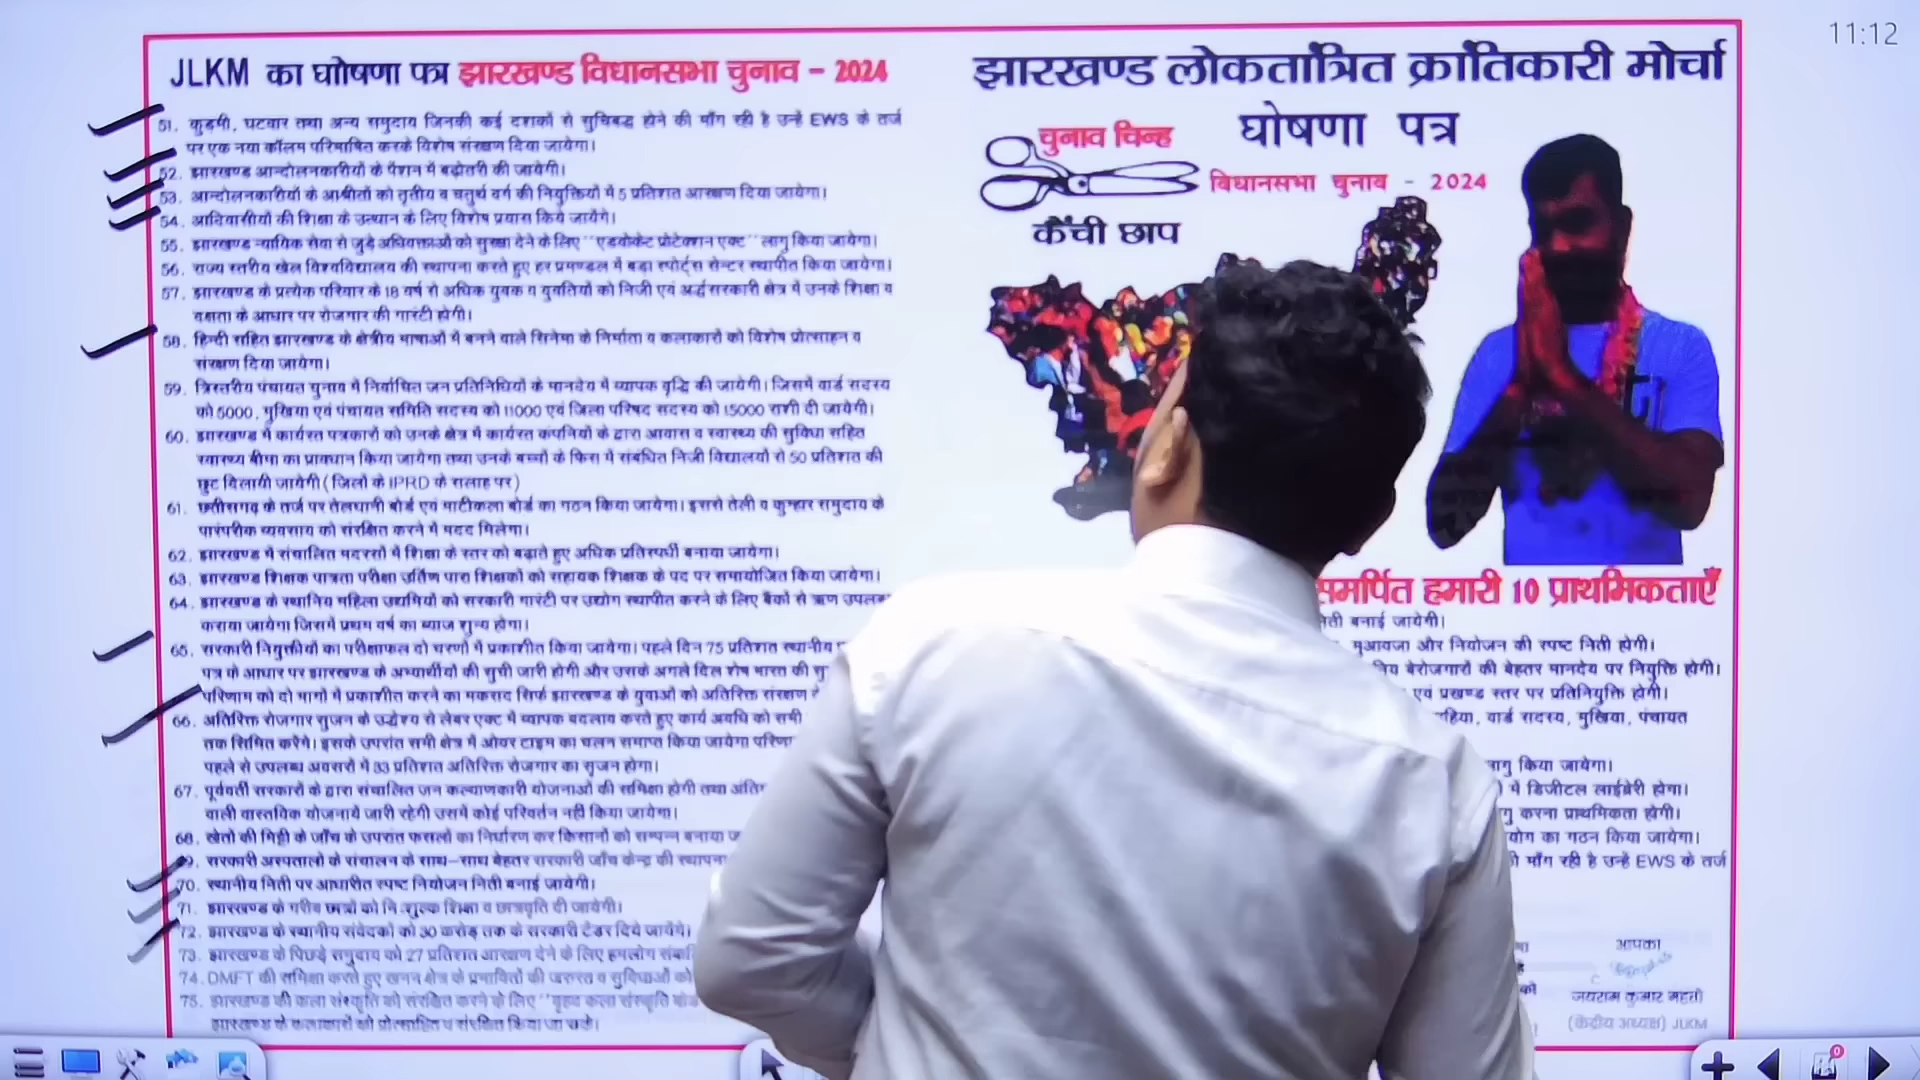 11:12
JLKM का घोषणा पत्र झारखण्ड विधानसभा चुनाव – 2024
51. कुडमी, घटवार तथा अन्य समुदाय जिनकी कई दशकों से सुचिबद्ध होने की माँग रही है उन्हें EWS के तर्ज
पर एक नया कॉलम परिभाषित करके विशेष संरक्षण दिया जायेगा।
52. झारखण्ड आन्दोलनकारीयों के पेंशन में बढ़ोतरी की जायेगी।
53. आन्दोलनकारीयों के आश्रीतों को तृतीय व चतुर्थ वर्ग की नियुक्तियों में 5 प्रतिशत आरक्षण दिया जायेगा।
54. आदिवासीयों की शिक्षा के उत्थान के लिए विशेष प्रयास किये जायेंगे।
55. झारखण्ड न्यायिक सेवा से जुड़े अधिवक्ताओं को सुरक्षा देने के लिए ''एडवोकेट प्रोटेक्शन एक्ट'' लागु किया जायेगा।
56. राज्य स्तरीय खेल विश्वविद्यालय की स्थापना करते हुए हर प्रमण्डल में बड़ा स्पोर्ट्स सेन्टर स्थापीत किया जायेगा।
57. झारखण्ड के प्रत्येक परिवार के 18 वर्ष से अधिक युवक व युवतियों को निजी एवं अर्द्धसरकारी क्षेत्र में उनके शिक्षा व
दक्षता के आधार पर रोजगार की गारंटी होगी।
58. हिन्दी सहित झारखण्ड के क्षेत्रीय भाषाओं में बनने वाले सिनेमा के निर्माता व कलाकारों को विशेष प्रोत्साहन व
संरक्षण दिया जायेगा।
59. त्रिस्तरीय पंचायत चुनाव में निर्वाचित जन प्रतिनिधियों के मानदेय में व्यापक वृद्धि की जायेगी। जिसमें वार्ड सदस्य
को 5000, मुखिया एवं पंचायत समिति सदस्य को 11000 एवं जिला परिषद सदस्य को 15000 राशी दी जायेगी।
60. झारखण्ड में कार्यरत पत्रकारों को उनके क्षेत्र में कार्यरत कंपनियों के द्वारा आवास व स्वास्थ्य की सुविधा सहित
स्वास्थ्य बीमा का प्रावधान किया जायेगा तथा उनके बच्चों के फिस में संबंधित निजी विद्यालयों से 50 प्रतिशत की
छुट दिलायी जायेगी (जिलों के IPRD के सलाह पर)
61. छत्तीसगढ़ के तर्ज पर तेलघानी बोर्ड एवं माटीकला बोर्ड का गठन किया जायेगा। इससे तेली व कुम्हार समुदाय के
पारंपरीक व्यवसाय को संरक्षित करने में मदद मिलेगा।
62. झारखण्ड में संचालित मदरसों में शिक्षा के स्तर को बढ़ाते हुए अधिक प्रतिस्पर्धी बनाया जायेगा।
63. झारखण्ड शिक्षक पात्रता परीक्षा उर्तिण पारा शिक्षकों को सहायक शिक्षक के पद पर समायोजित किया जायेगा।
64. झारखण्ड के स्थानिय महिला उद्यमियों को सरकारी गारंटी पर उद्योग स्थापीत करने के लिए बैंकों से ऋण
कराया जायेगा जिसमें प्रथम वर्ष का ब्याज शुन्य होगा।
65. सरकारी नियुक्तीयों का परीक्षाफल दो चरणों में प्रकाशीत किया जायेगा। पहले दिन 75 प्रतिशत स्थानीय
पत्र के आधार पर झारखण्ड के अभ्यार्थीयों की सुची जारी होगी और उसके अगले दिन शेष भारत की
परिणाम को दो भागों में प्रकाशीत करने का मकसद सिर्फ झारखण्ड के युवाओं को अतिरिक्त संरक्षण
66. अतिरिक्त रोजगार सृजन के उद्धेश्य से लेबर एक्ट में व्यापक बदलाव करते हुए कार्य अवधि को सभी
तक सिमित करेंगे। इसके उपरांत सभी क्षेत्र में ओवर टाइम का चलन समाप्त किया जायेगा
पहले से उपलब्ध अवसरों में 33 प्रतिशत अतिरिक्त रोजगार का सृजन होगा।
67. पूर्ववर्ती सरकारों के द्वारा संचालित जन कल्याणकारी योजनाओं की समिक्षा होगी तथा
वाली वास्तविक योजनायें जारी रहेगी उसमें कोई परिवर्तन नहीं किया जायेगा।
68. खेतों की मिट्टी के जाँच के उपरांत फसलों का निर्धारण कर किसानों को सम्पन्न बनाया
सरकारी अस्पतालों के संचालन के साथ–साथ बेहतर सरकारी जाँच केन्द्र की स्थापना
70. स्थानीय निती पर आधारीत स्पष्ट नियोजन निती बनाई जायेगी।
71. झारखण्ड के गरीब छात्रों को नि:शुल्क शिक्षा व छात्रवृति दी जायेगी।
72. झारखण्ड के स्थानीय संवेदकों को 30 करोड़ तक के सरकारी टेंडर दिये जायेंगे।
73. झारखण्ड के पिछड़े समुदाय को 27 प्रतिशत आरक्षण देने के लिए हमलोग
74. DMFT की समिक्षा करते हुए खनन क्षेत्र के प्रभावितों की जरुरत व सुविधाओं को
75. झारखण्ड की कला संस्कृति को संरक्षित करने के लिए ''वृहद कला संस्कृति बोर्ड
झारखण्ड के कलाकारों को प्रोत्साहित व संरक्षित किया जा सके।
झारखण्ड लोकतांत्रित क्रांतिकारी मोर्चा
घोषणा पत्र
चुनाव चिन्ह
विधानसभा चुनाव - 2024
कैंची छाप
समर्पित हमारी 10 प्राथमिकताएँ
बनाई जायेगी।
मुआवजा और नियोजन की स्पष्ट निती होगी।
बेरोजगारों की बेहतर मानदेय पर नियुक्ति होगी।
एवं प्रखण्ड स्तर पर प्रतिनियुक्ति होगी।
वार्ड सदस्य, मुखिया, पंचायत
किया जायेगा।
में डिजीटल लाईब्रेरी होगा।
करना प्राथमिकता होगी।
का गठन किया जायेगा।
माँग रही है उन्हें EWS के तर्ज
आपका
जयराम कुमार महतो
(केंद्रीय अध्यक्ष) JLKM